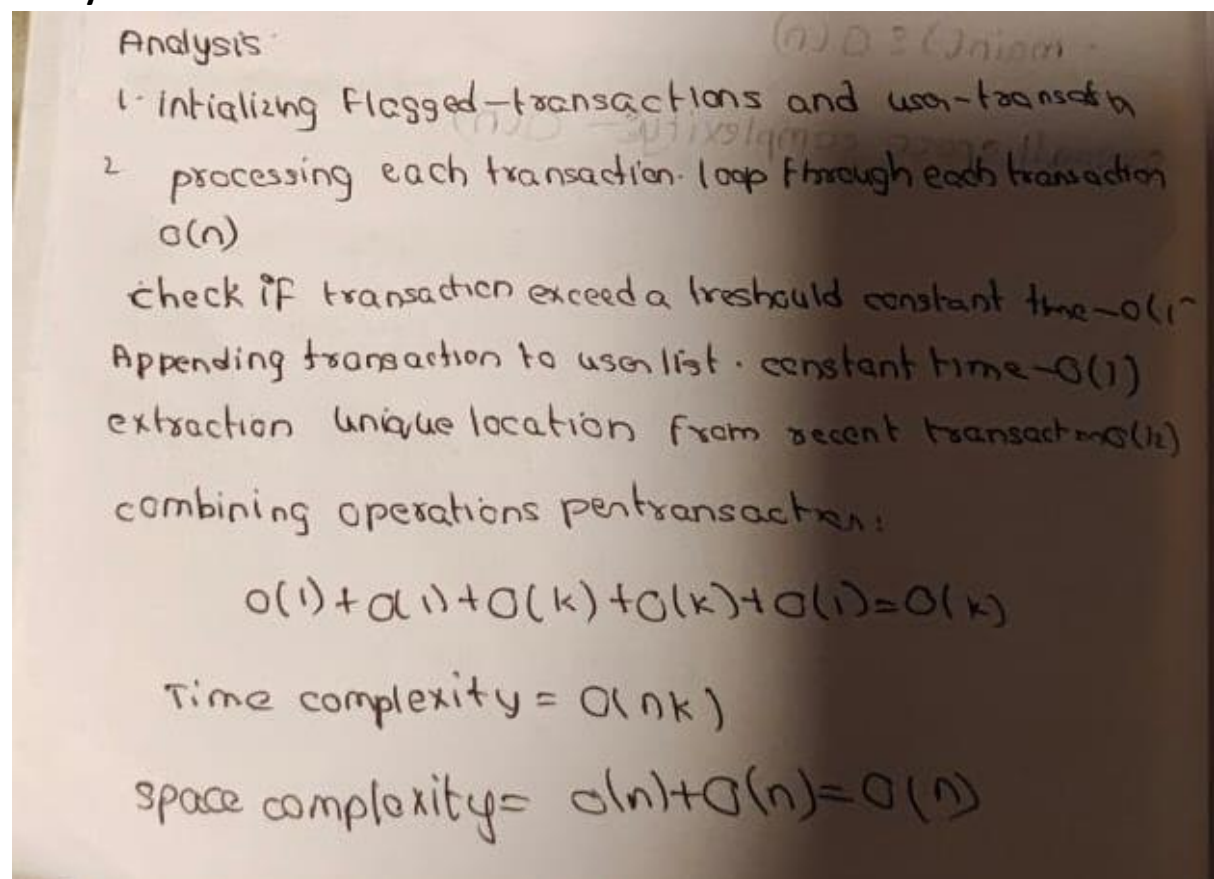 Analysis
1. intializing Flagged-transactions and user-transatn
2 processing each transaction. loop through each transaction
O(n)
check if transaction exceed a treshould constant time-O(1
Appending transaction to user list. constant time-O(1)
extraction unique location from recent
combining operations pertransaction:
O(1)+O(1)+O(k)+O(k)+O(1)=O(k)
Time complexity = O(nk)
space complexity= O(n)+O(n)=O(n)